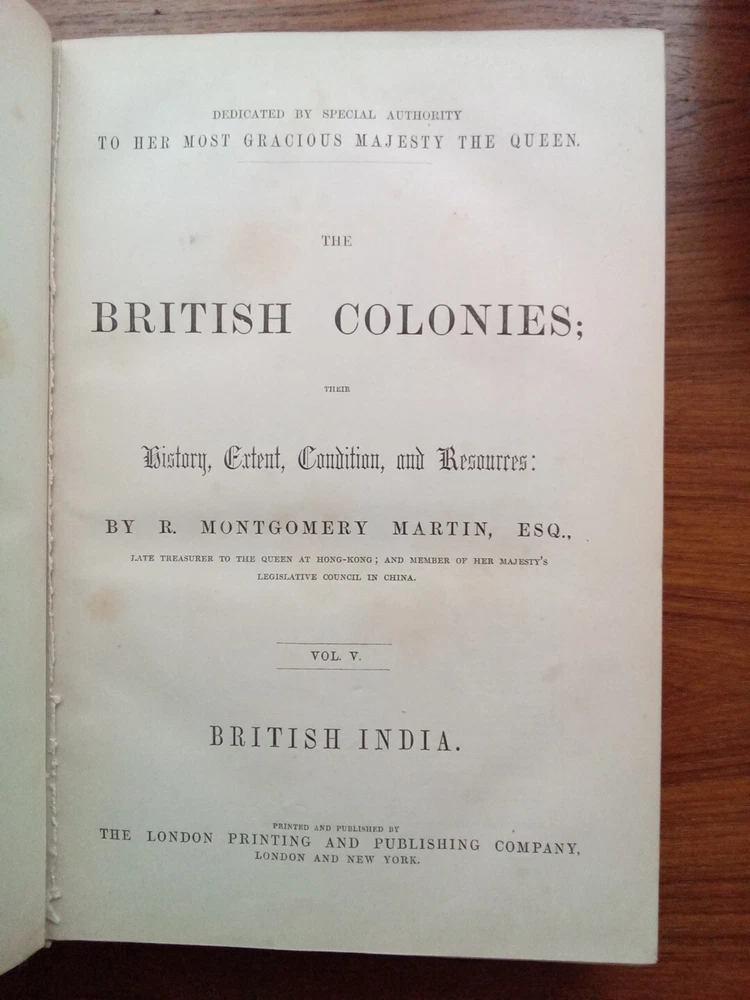 DEDICATED BY SPECIAL AUTHORITY
TO HER MOST GRACIOUS MAJESTY THE QUEEN.
THE
BRITISH COLONIES;
THEIR
History, Extent, Condition, and Resources:
BY R. MONTGOMERY MARTIN, ESQ.,
LATE TREASURER TO THE QUEEN AT HONG-KONG; AND MEMBER OF HER MAJESTY'S
LEGISLATIVE COUNCIL IN CHINA.
VOL. V.
BRITISH INDIA.
PRINTED AND PUBLISHED BY
THE LONDON PRINTING AND PUBLISHING COMPANY,
LONDON AND NEW YORK.